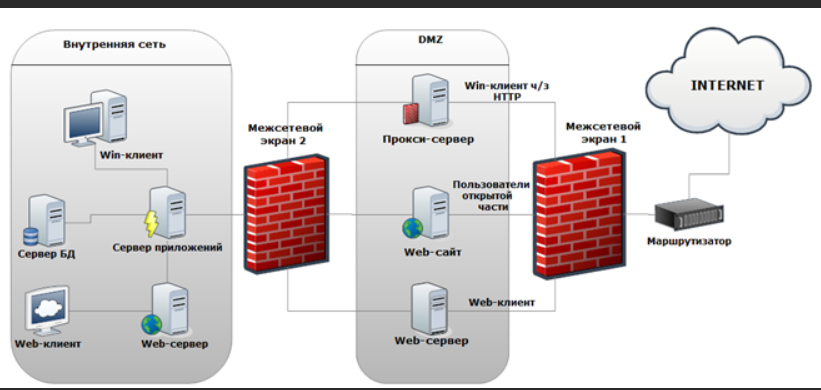 Внутренняя сеть
DMZ
INTERNET
Win-клиент ч/з
HTTP
Межсетевой
экран 2
Межсетевой
экран 1
Прокси-сервер
Win-клиент
Пользователи
открытой
части
Сервер БД
Сервер приложений
Web-сайт
Маршрутизатор
Web-клиент
Web-клиент
Web-сервер
Web-сервер